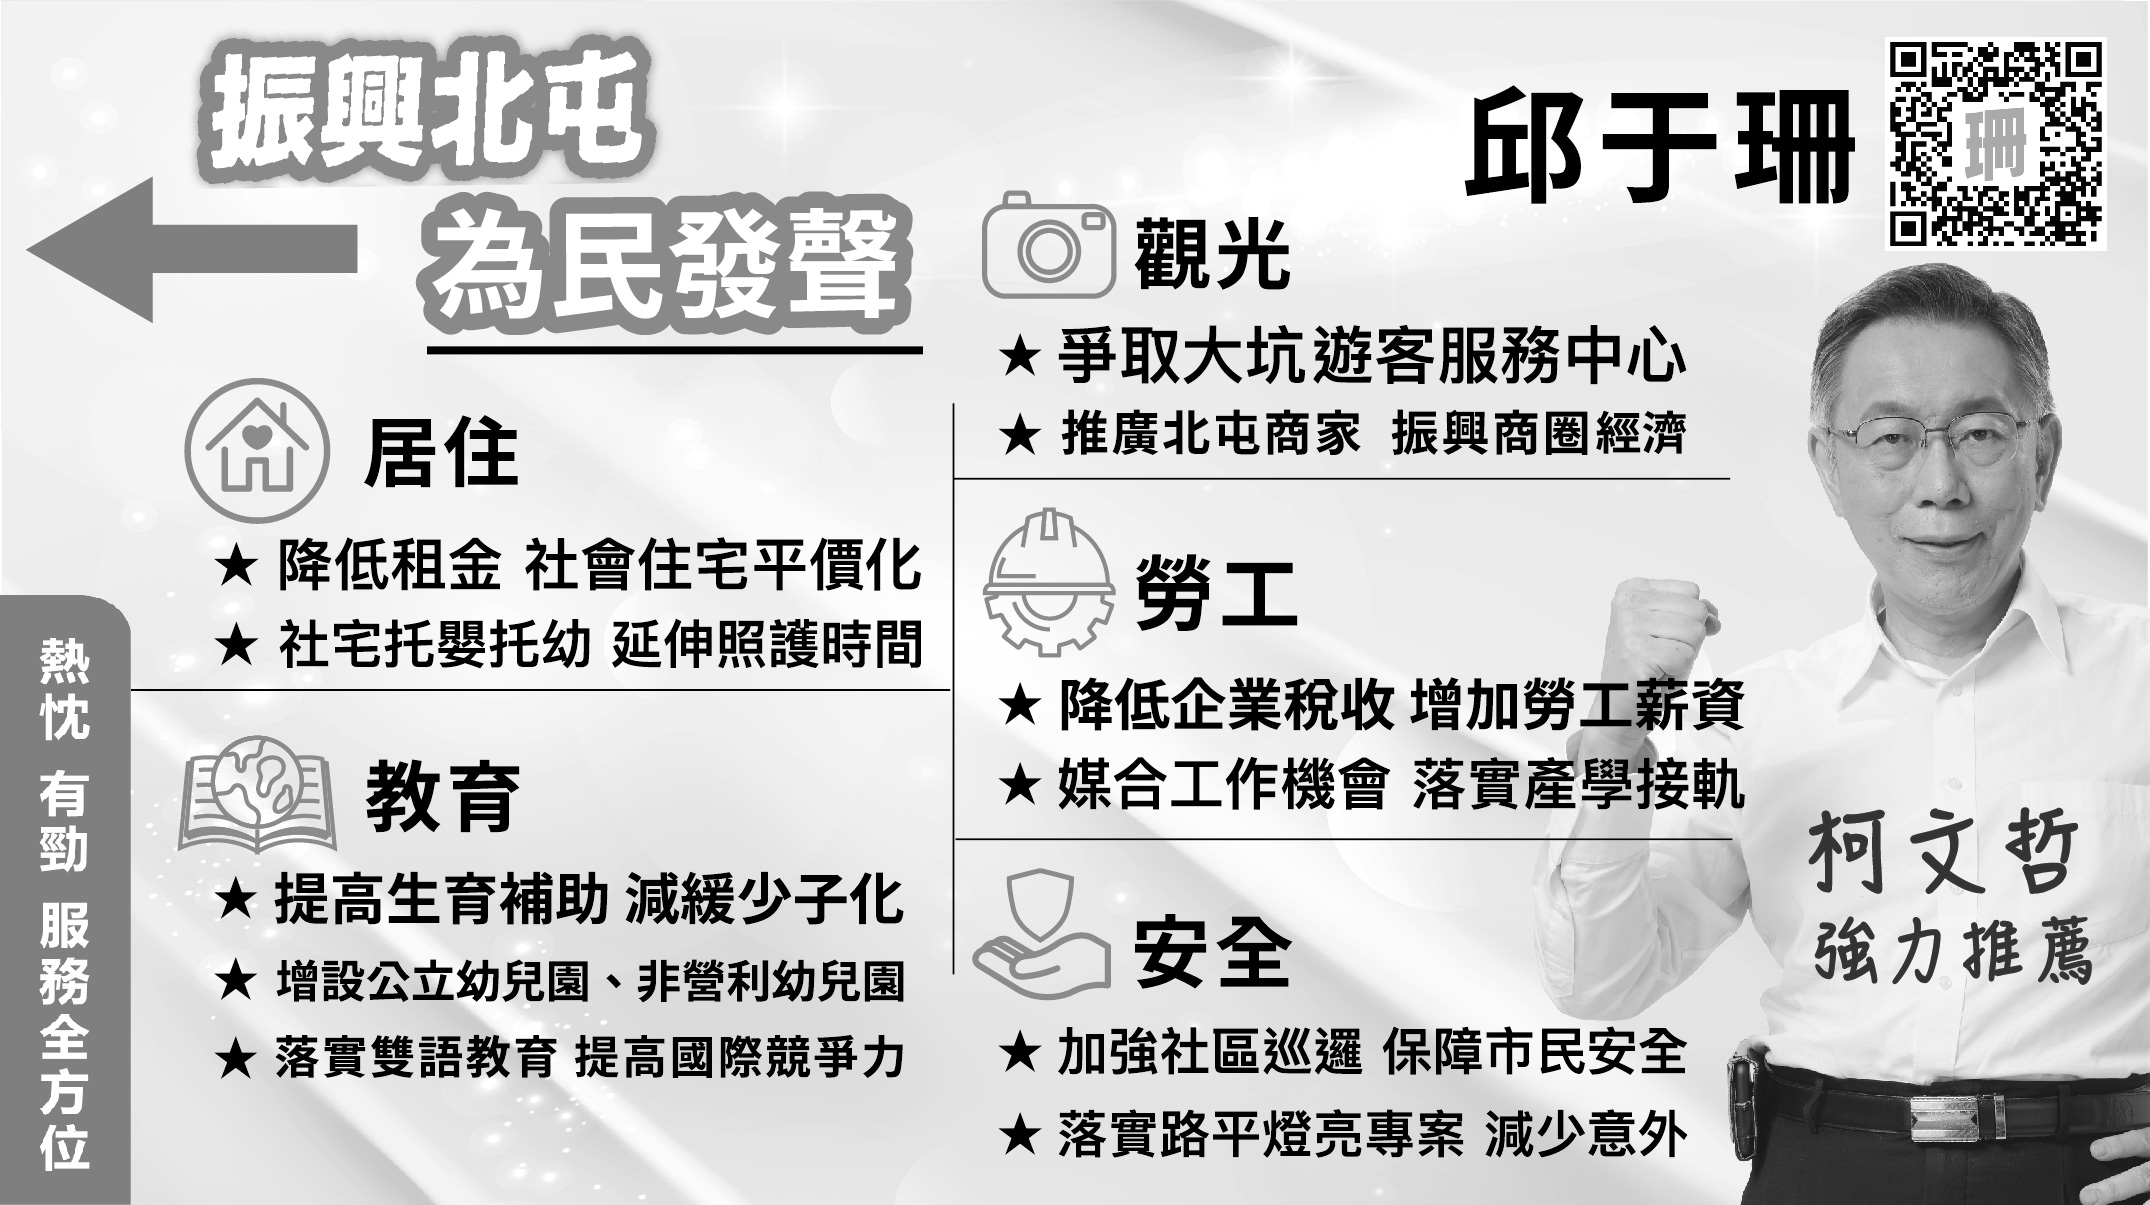 振興北屯
為民發聲
邱于珊
珊
居住
★ 降低租金 社會住宅平價化
★ 社宅托嬰托幼 延伸照護時間
教育
★ 提高生育補助 減緩少子化
★ 增設公立幼兒園、非營利幼兒園
★ 落實雙語教育 提高國際競爭力
觀光
★ 爭取大坑遊客服務中心
★ 推廣北屯商家 振興商圈經濟
勞工
★ 降低企業稅收 增加勞工薪資
★ 媒合工作機會 落實產學接軌
安全
★ 加強社區巡邏 保障市民安全
★ 落實路平燈亮專案 減少意外
熱忱 有勁 服務全方位
柯文哲
強力推薦